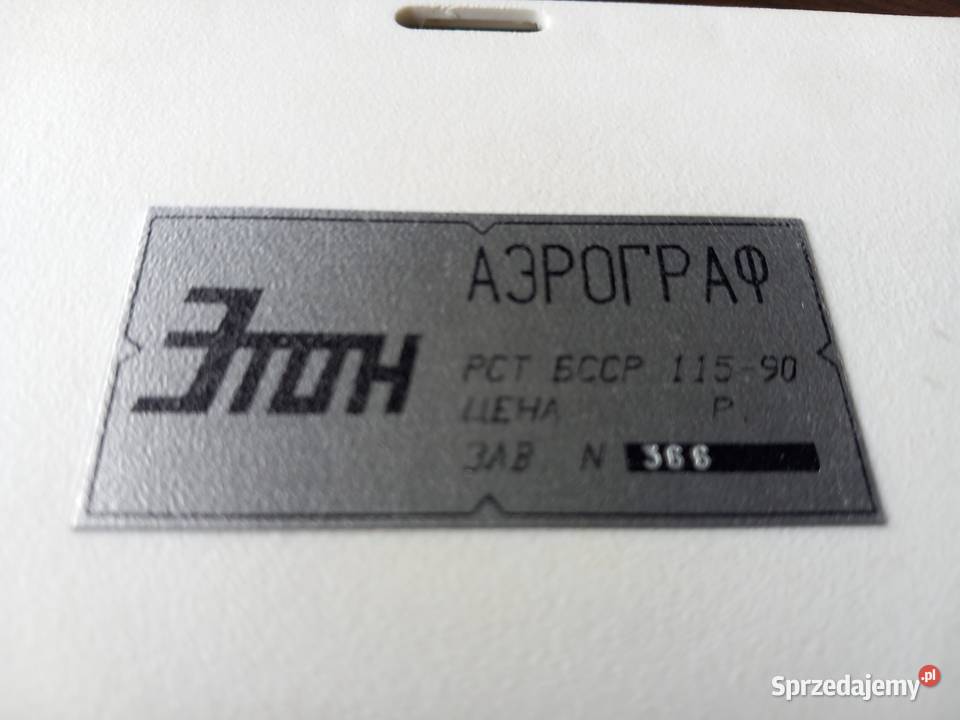 Этон
АЭРОГРАФ
РСТ БССР 115-90
ЦЕНА Р.
ЗАВ. N 366
Sprzedajemy.pl